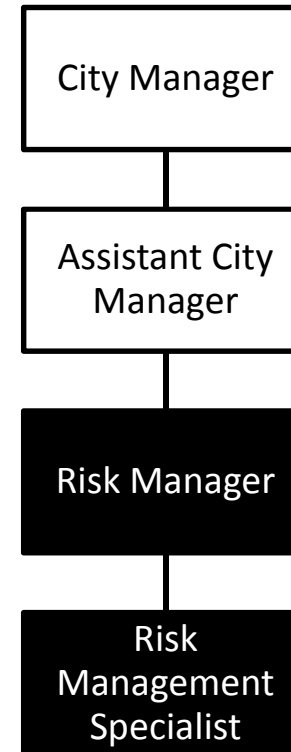 City Manager
Assistant City
Manager
Risk Manager
Risk
Management
Specialist